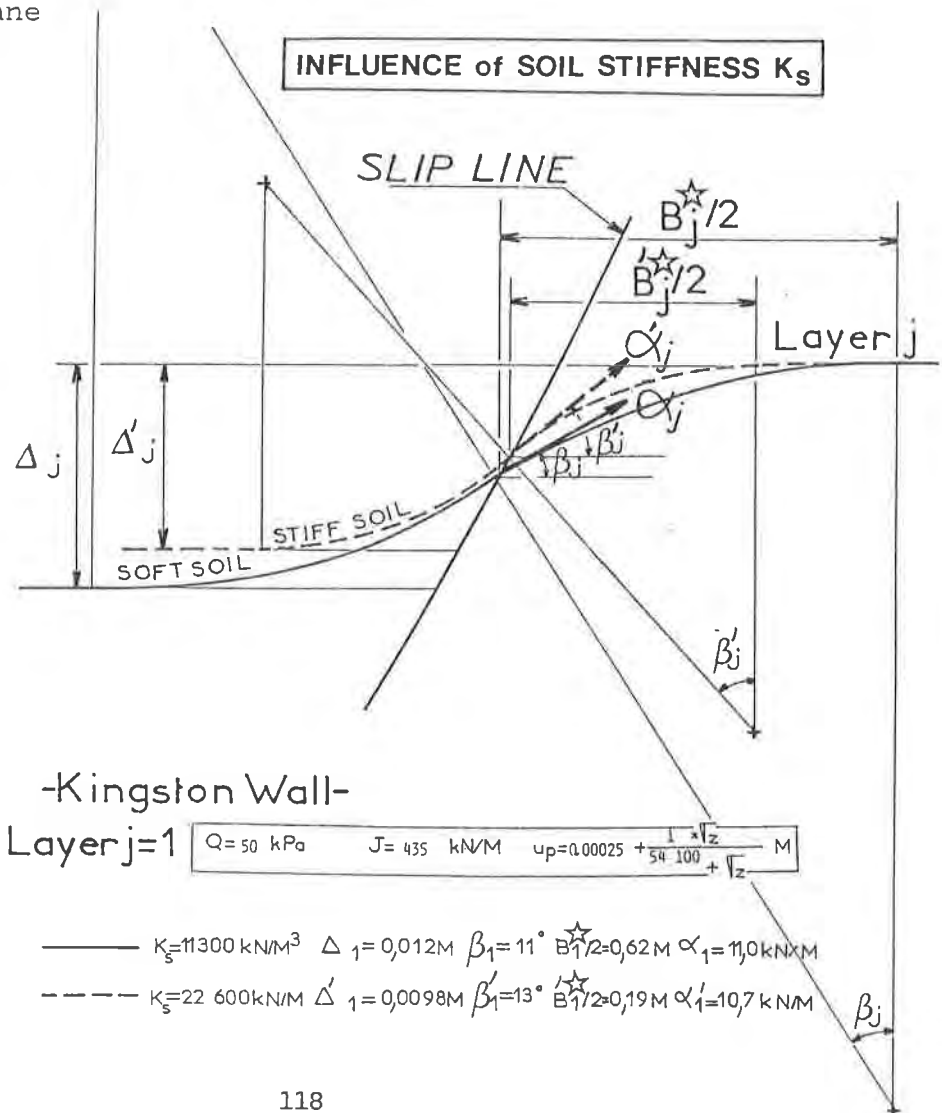 ane
INFLUENCE of SOIL STIFFNESS Ks
SLIP LINE
B☆j/2
B'☆j/2
Layer j
α'j
αj
Δj
Δ'j
β'j
βj
STIFF SOIL
SOFT SOIL
β'j
-Kingston Wall-
Layer j=1
Q= 50 kPa J= 435 kN/M up=0.00025 + 1 × √z / 54 100 + √z M
Ks=11300 kN/M³ Δ1= 0,012M β1= 11° B☆1/2=0,62 M α1= 11,0 kN×M
Ks=22 600kN/M Δ'1= 0,0098M β'1=13° B'☆1/2=0,19 M α1'=10,7 kN/M
βj
118